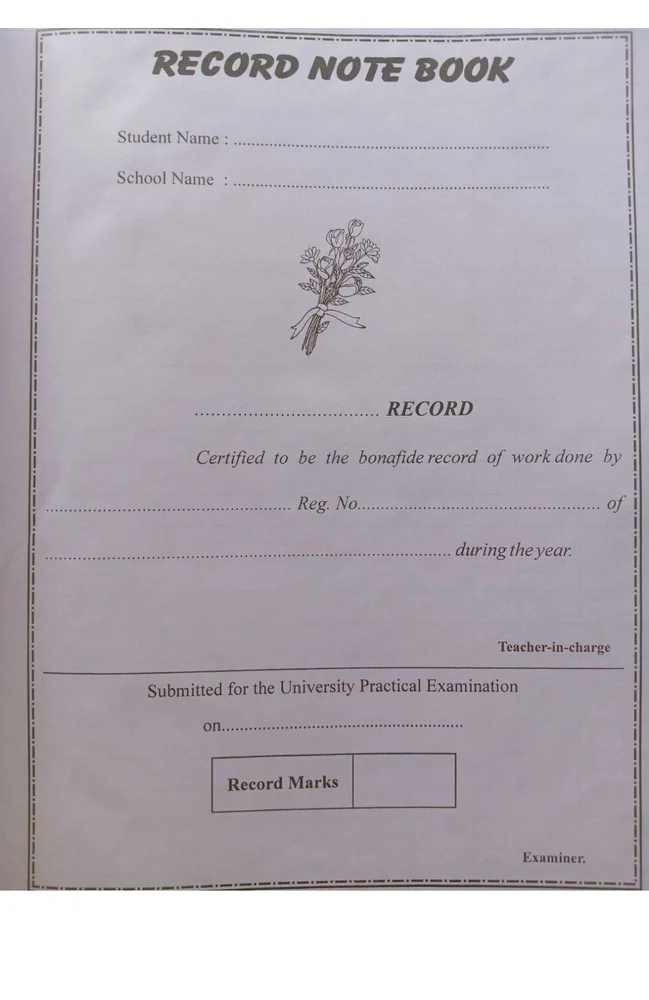 RECORD NOTE BOOK
Student Name : ..............................................................
School Name : ..............................................................
.................................. RECORD
Certified to be the bonafide record of work done by
............................................. Reg. No............................................. of
........................................................................... during the year.
Teacher-in-charge
Submitted for the University Practical Examination
on.....................................................
Record Marks
Examiner.